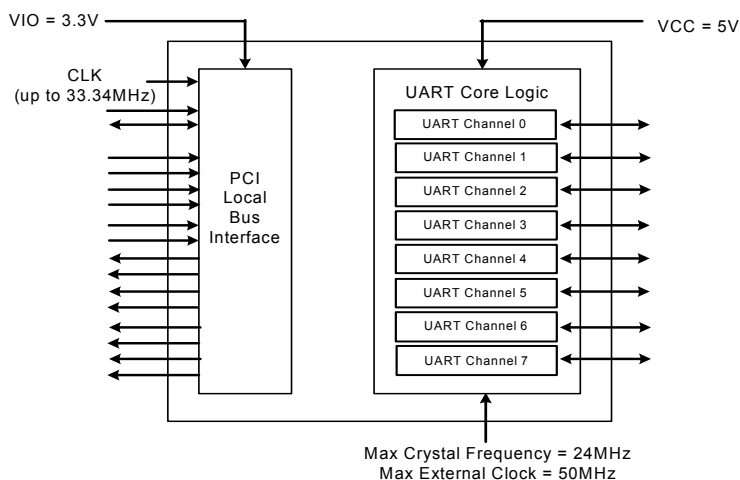 VIO = 3.3V
VCC = 5V
CLK
(up to 33.34MHz)
PCI
Local
Bus
Interface
UART Core Logic
UART Channel 0
UART Channel 1
UART Channel 2
UART Channel 3
UART Channel 4
UART Channel 5
UART Channel 6
UART Channel 7
Max Crystal Frequency = 24MHz
Max External Clock = 50MHz